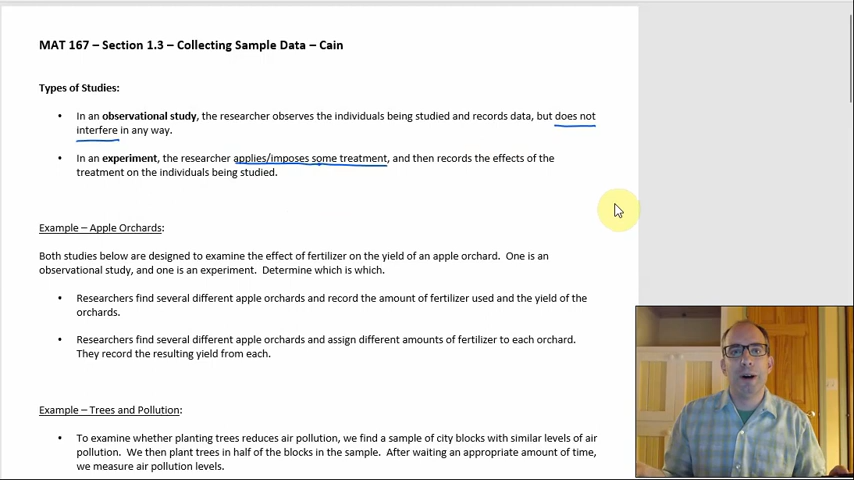 MAT 167 – Section 1.3 – Collecting Sample Data – Cain
Types of Studies:
• In an observational study, the researcher observes the individuals being studied and records data, but does not
interfere in any way.
• In an experiment, the researcher applies/imposes some treatment, and then records the effects of the
treatment on the individuals being studied.
Example – Apple Orchards:
Both studies below are designed to examine the effect of fertilizer on the yield of an apple orchard. One is an
observational study, and one is an experiment. Determine which is which.
• Researchers find several different apple orchards and record the amount of fertilizer used and the yield of the
orchards.
• Researchers find several different apple orchards and assign different amounts of fertilizer to each orchard.
They record the resulting yield from each.
Example – Trees and Pollution:
• To examine whether planting trees reduces air pollution, we find a sample of city blocks with similar levels of air
pollution. We then plant trees in half of the blocks in the sample. After waiting an appropriate amount of time,
we measure air pollution levels.